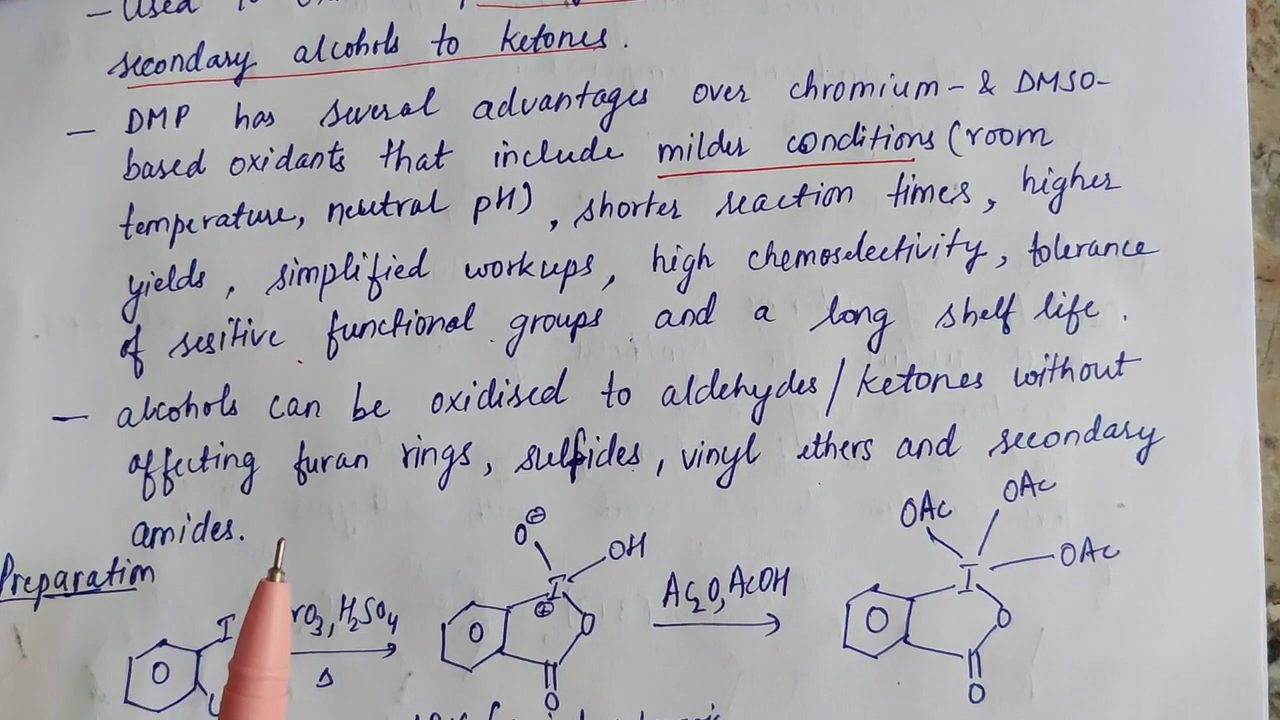 – Used to
secondary alcohols to ketones.
– DMP has several advantages over chromium- & DMSO-
based oxidants that include milder conditions (room
temperature, neutral pH), shorter reaction times, higher
yields, simplified workups, high chemoselectivity, tolerance
of sesitive functional groups and a long shelf life.
– alcohols can be oxidised to aldehydes/ketones without
affecting furan rings, sulfides, vinyl ethers and secondary
amides.
Preparation
I
rO3, H2SO4
Δ
O⊖
OH
I
⊕
O
O
Ac2O, AcOH
OAc
OAc
OAc
I
O
O